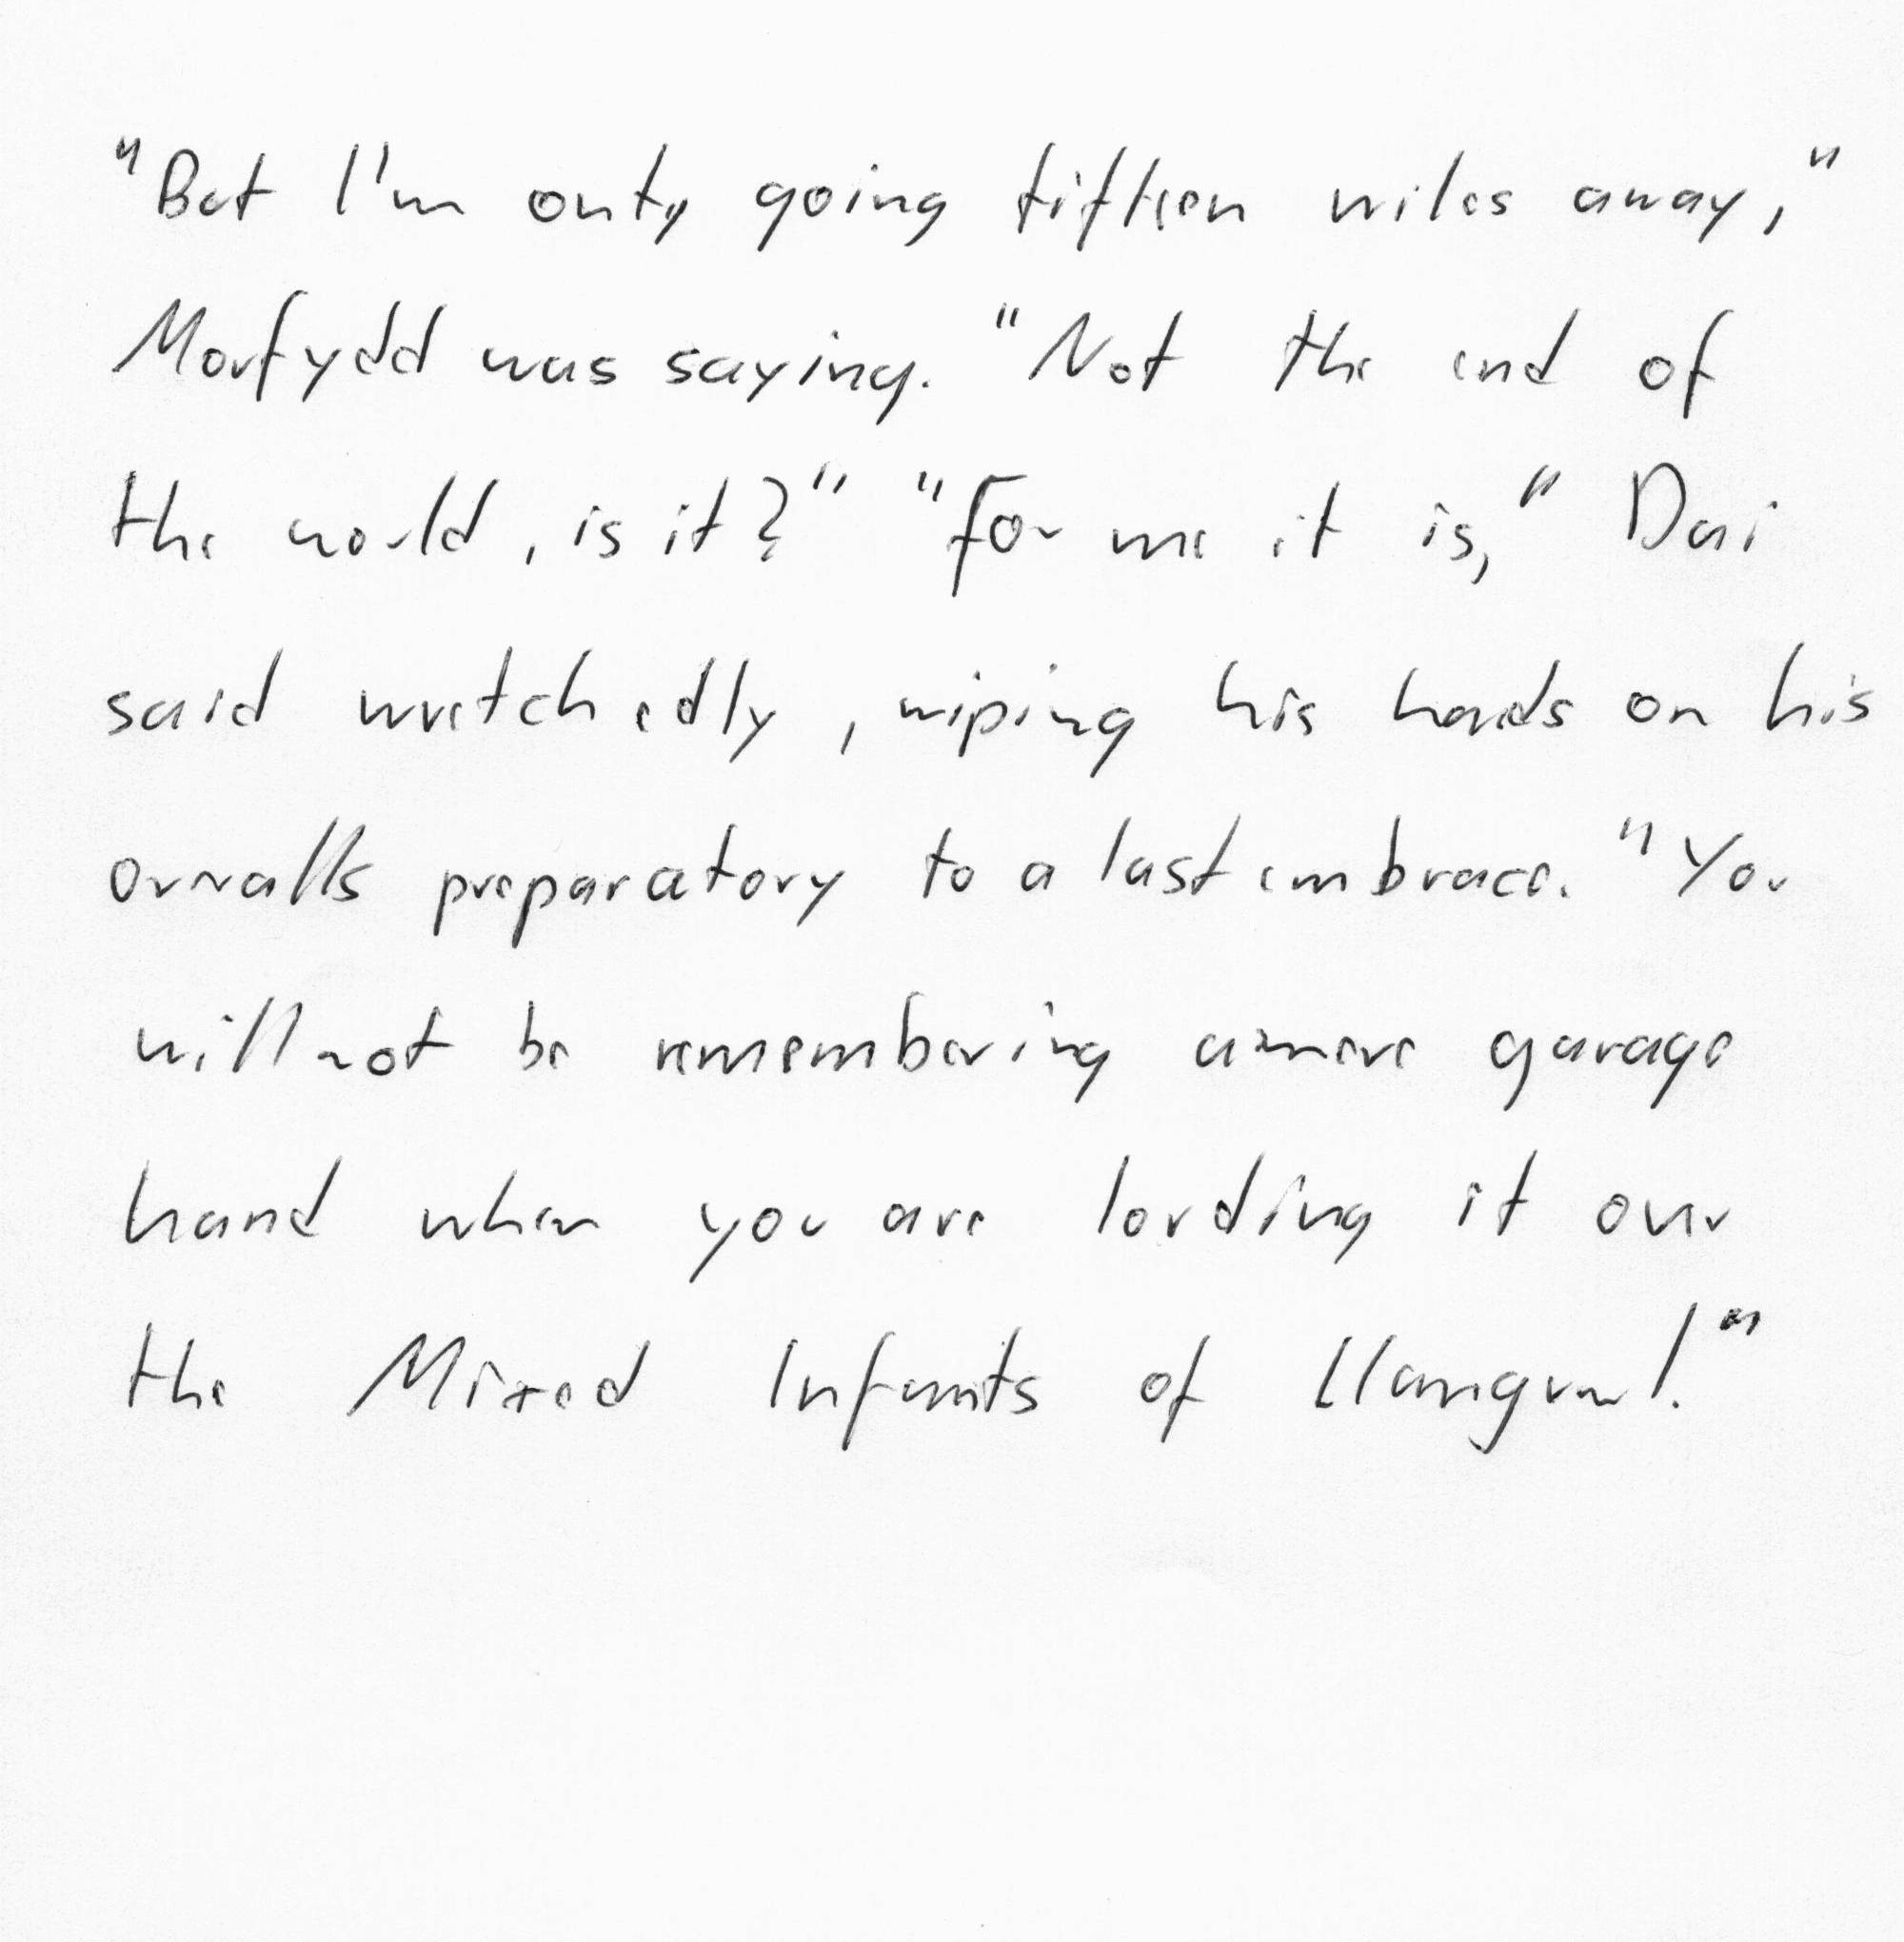 "But I'm only going fifteen miles away,"
Morfydd was saying. "Not the end of
the world, is it?" "For me it is," Dai
said wretchedly, wiping his hands on his
overalls preparatory to a last embrace. "You
will not be remembering a mere garage
hand when you are lording it over
the Mixed Infants of